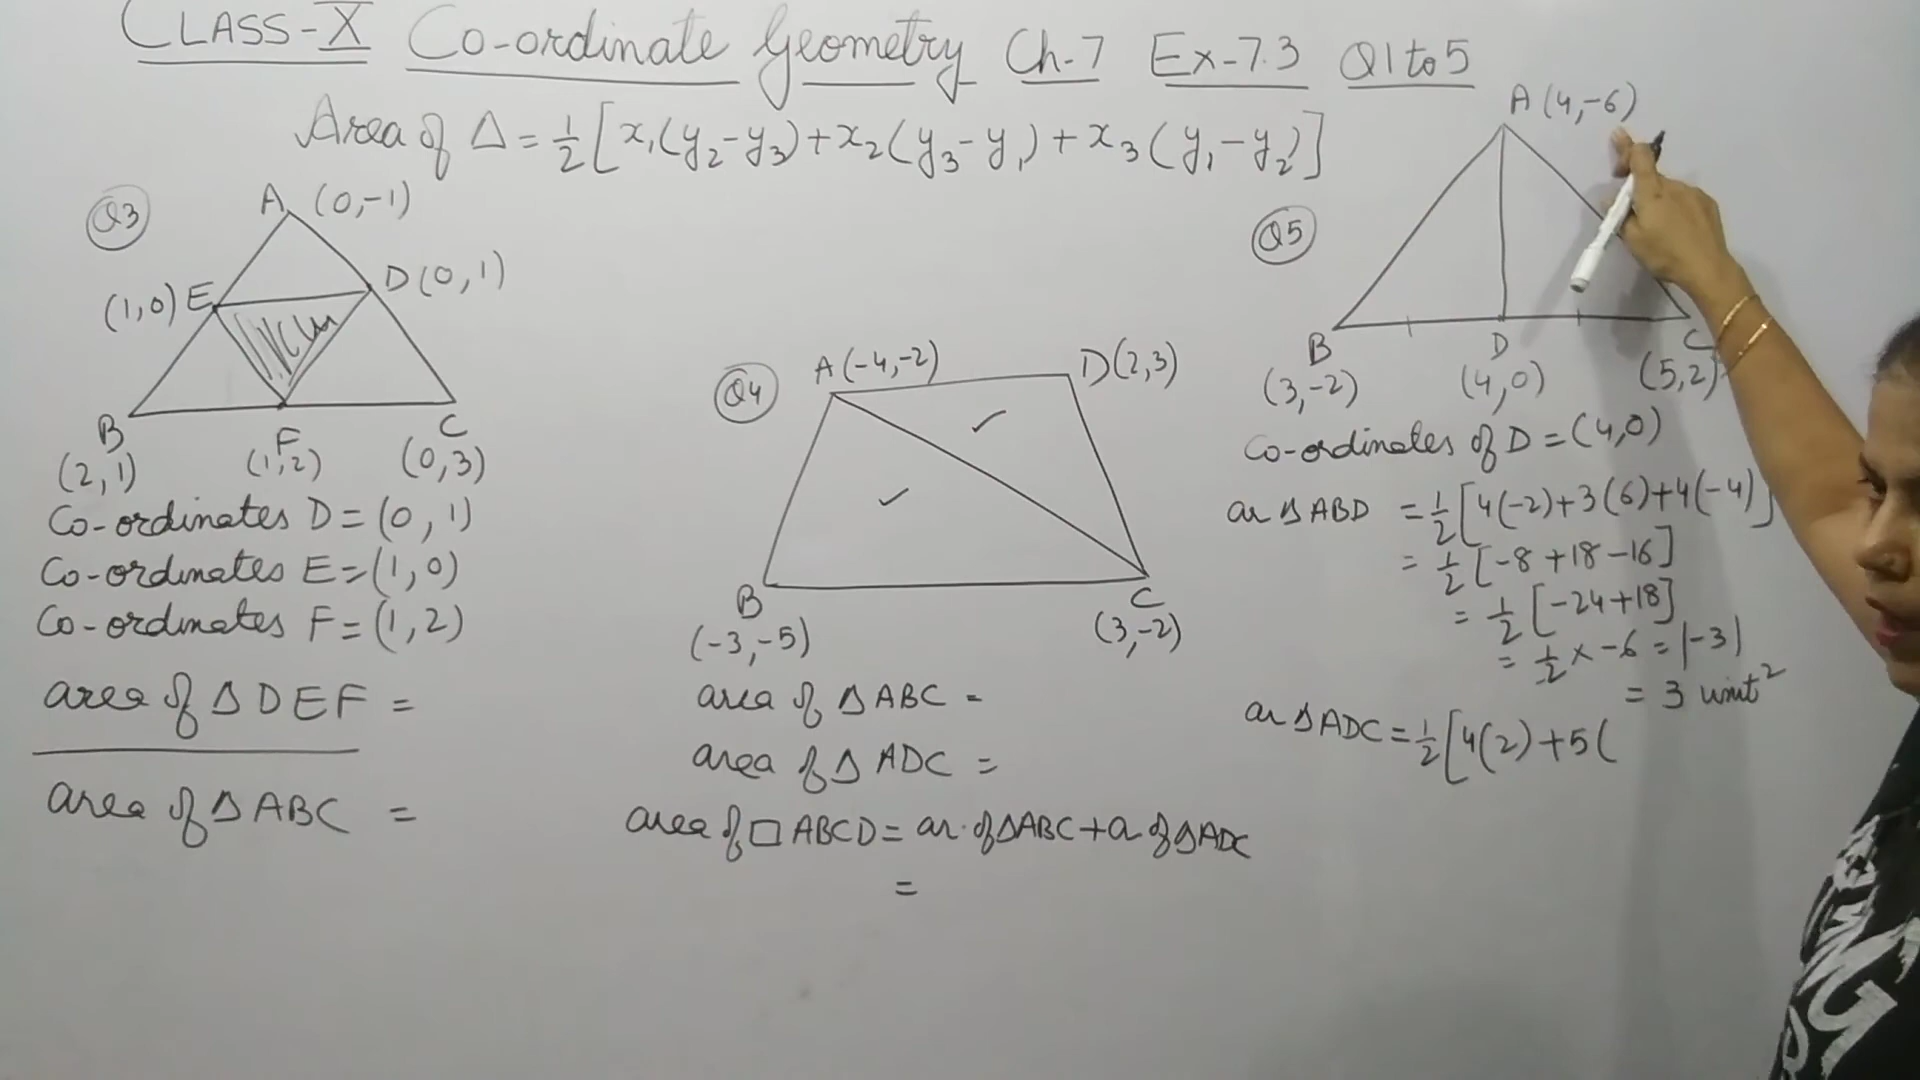 CLASS-X Co-ordinate Geometry Ch-7 Ex-7.3 Q1 to 5
Area of Δ = 1/2 [x₁(y₂-y₃)+x₂(y₃-y₁)+x₃(y₁-y₂)]
Q3
A (0,-1)
(1,0) E
D (0,1)
B
F
C
(2,1)
(1,2)
(0,3)
Co-ordinates D = (0,1)
Co-ordinates E = (1,0)
Co-ordinates F = (1,2)
area of Δ DEF =
area of Δ ABC =
Q4
A (-4,-2)
D (2,3)
B
C
(-3,-5)
(3,-2)
area of Δ ABC =
area of Δ ADC =
area of □ ABCD = ar. of Δ ABC + a of Δ ADC
=
Q5
A (4,-6)
B
D
C
(3,-2)
(4,0)
(5,2)
Co-ordinates of D = (4,0)
ar Δ ABD = 1/2 [4(-2)+3(6)+4(-4)]
= 1/2 [-8+18-16]
= 1/2 [-24+18]
= 1/2 x -6 = |-3|
= 3 unit²
ar Δ ADC = 1/2 [4(2)+5(